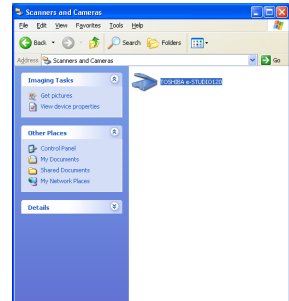 Scanners and Cameras
File Edit View Favorites Tools Help
Back Search Folders
Address Scanners and Cameras Go
Imaging Tasks
TOSHIBA e-STUDIO120
Get pictures
View device properties
Other Places
Control Panel
My Documents
Shared Documents
My Network Places
Details